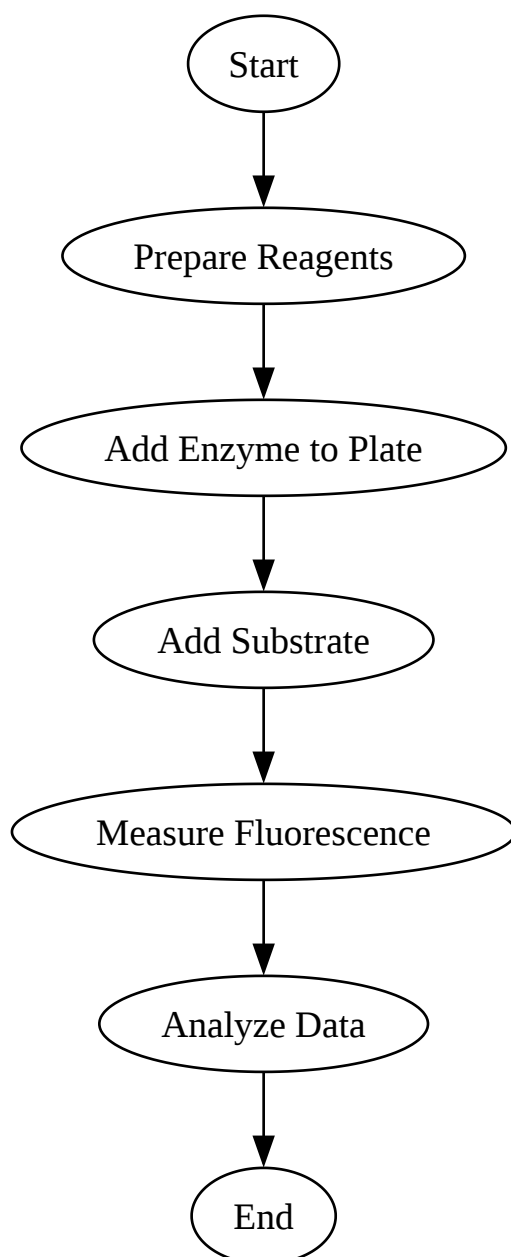 Start
Prepare Reagents
Add Enzyme to Plate
Add Substrate
Measure Fluorescence
Analyze Data
End